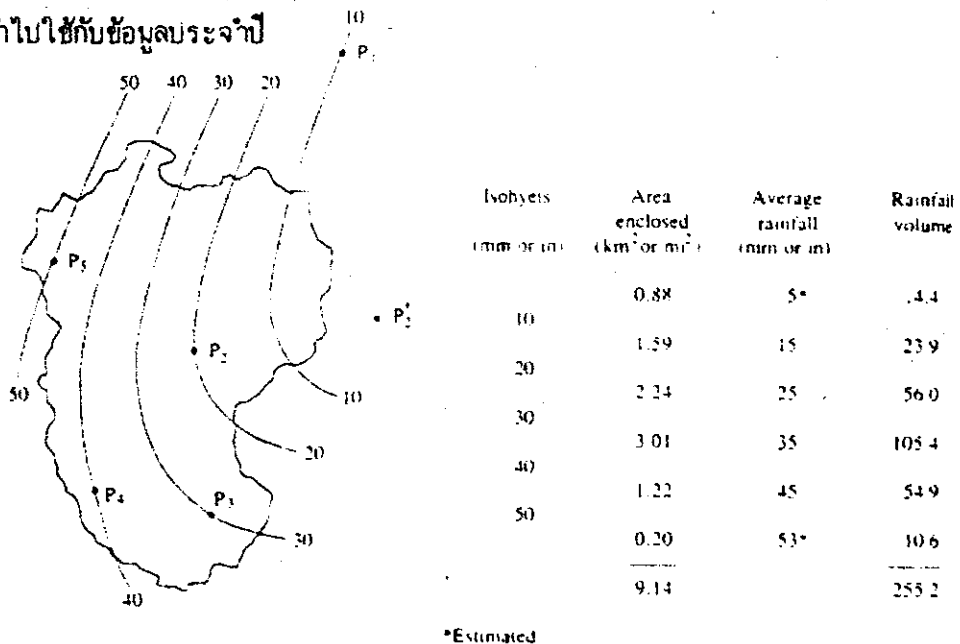 ไปใช้กับข้อมูลประจำปี
10
P₁
50 40 30 20
P₅
P₂
P₂'
50
10
20
P₄
P₃
30
40
Isohyets Area Average Rainfall
enclosed rainfall volume
(mm or in) (km² or mi²) (mm or in)
0.88 5* 4.4
10
1.59 15 23.9
20
2.24 25 56.0
30
3.01 35 105.4
40
1.22 45 54.9
50
0.20 53* 10.6
9.14 255.2
*Estimated